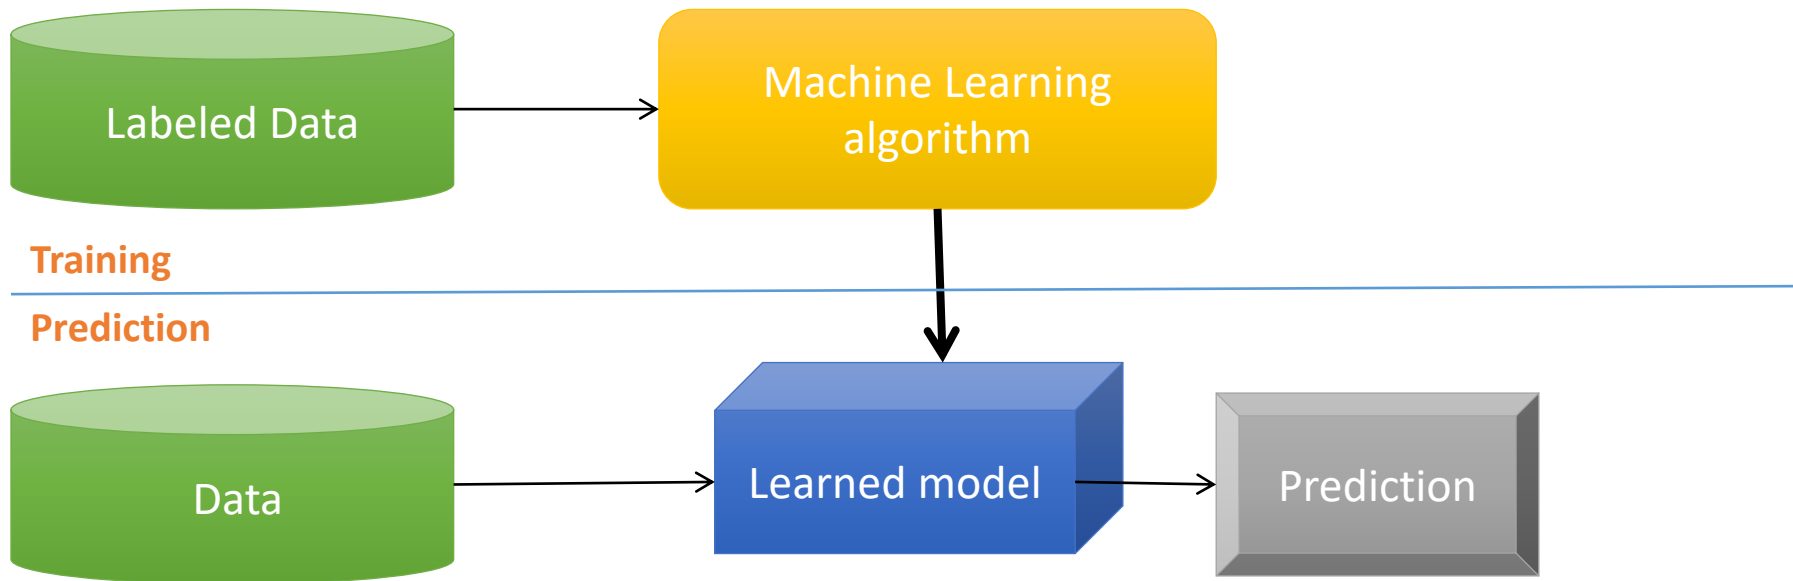 Labeled Data
Machine Learning
algorithm
Training
Prediction
Data
Learned model
Prediction